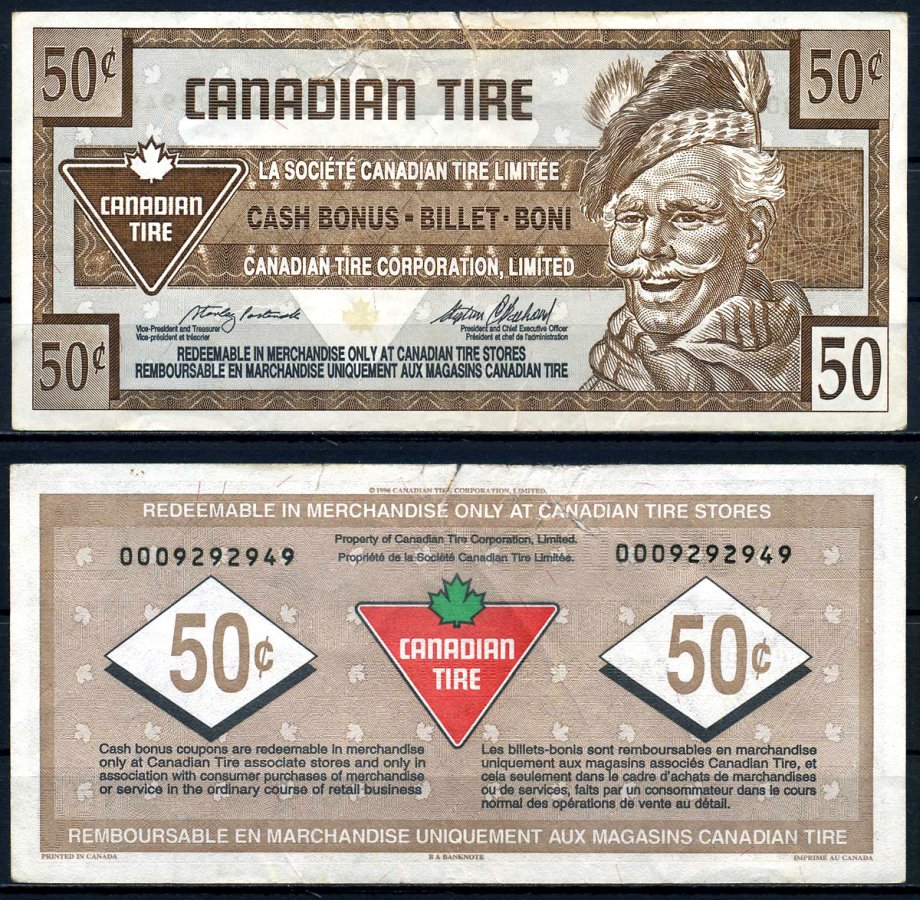 50¢
50¢
CANADIAN TIRE
LA SOCIÉTÉ CANADIAN TIRE LIMITÉE
CANADIAN
TIRE
CASH BONUS - BILLET - BONI
CANADIAN TIRE CORPORATION, LIMITED
Vice-President and Treasurer
Vice-président et trésorier
President and Chief Executive Officer
Président et chef de l'administration
50¢
REDEEMABLE IN MERCHANDISE ONLY AT CANADIAN TIRE STORES
REMBOURSABLE EN MARCHANDISE UNIQUEMENT AUX MAGASINS CANADIAN TIRE
50
© 1996 CANADIAN TIRE CORPORATION, LIMITED.
REDEEMABLE IN MERCHANDISE ONLY AT CANADIAN TIRE STORES
Property of Canadian Tire Corporation, Limited.
Propriété de la Société Canadian Tire Limitée.
0009292949
0009292949
50¢
CANADIAN
TIRE
50¢
Cash bonus coupons are redeemable in merchandise
only at Canadian Tire associate stores and only in
association with consumer purchases of merchandise
or service in the ordinary course of retail business
Les billets-bonis sont remboursables en marchandise
uniquement aux magasins associés Canadian Tire, et
cela seulement dans le cadre d'achats de marchandises
ou de services, faits par un consommateur dans le cours
normal des opérations de vente au détail.
REMBOURSABLE EN MARCHANDISE UNIQUEMENT AUX MAGASINS CANADIAN TIRE
PRINTED IN CANADA
B A BANKNOTE
IMPRIMÉ AU CANADA